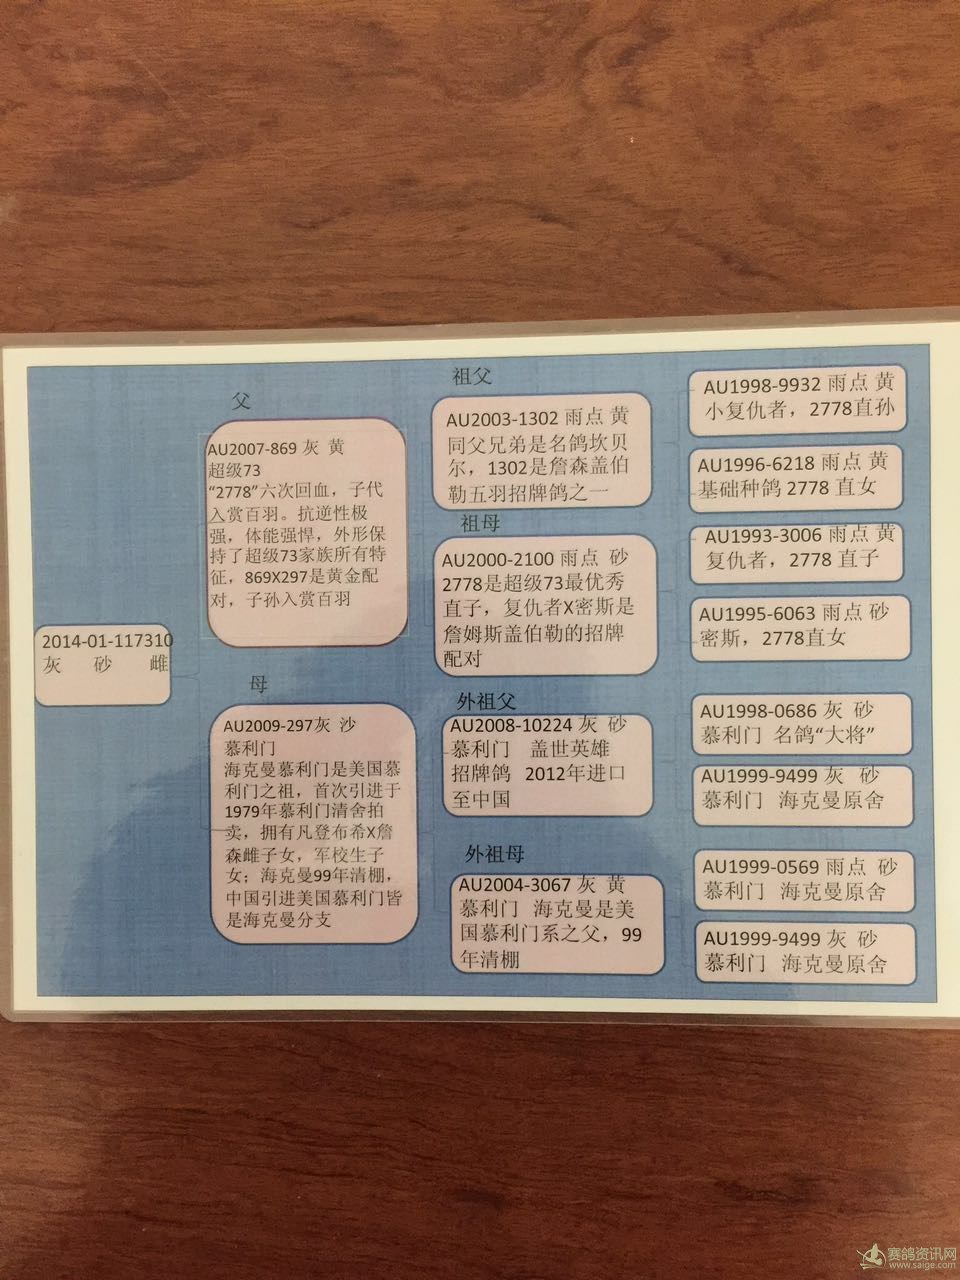 2014-01-117310
灰 砂 雌
父
AU2007-869 灰 黄
超级73
“2778”六次回血，子代
入赏百羽。抗逆性极
强，体能强悍，外形保
持了超级73家族所有特
征，869X297是黄金配
对，子孙入赏百羽
母
AU2009-297灰 沙
慕利门
海克曼慕利门是美国慕
利门之祖，首次引进于
1979年慕利门清舍拍
卖，拥有凡登布希X詹
森雌子女，军校生子
女；海克曼99年清棚，
中国引进美国慕利门皆
是海克曼分支
祖父
AU2003-1302 雨点 黄
同父兄弟是名鸽坎贝
尔，1302是詹森盖伯
勒五羽招牌鸽之一
祖母
AU2000-2100 雨点 砂
2778是超级73最优秀
直子，复仇者X密斯是
詹姆斯盖伯勒的招牌
配对
外祖父
AU2008-10224 灰 砂
慕利门 盖世英雄
招牌鸽 2012年进口
至中国
外祖母
AU2004-3067 灰 黄
慕利门 海克曼是美
国慕利门系之父，99
年清棚
AU1998-9932 雨点 黄
小复仇者，2778直孙
AU1996-6218 雨点 黄
基础种鸽 2778 直女
AU1993-3006 雨点 黄
复仇者，2778 直子
AU1995-6063 雨点 砂
密斯，2778直女
AU1998-0686 灰 砂
慕利门 名鸽“大将”
AU1999-9499 灰 砂
慕利门 海克曼原舍
AU1999-0569 雨点 砂
慕利门 海克曼原舍
AU1999-9499 灰 砂
慕利门 海克曼原舍
赛鸽资讯网
www.saige.com